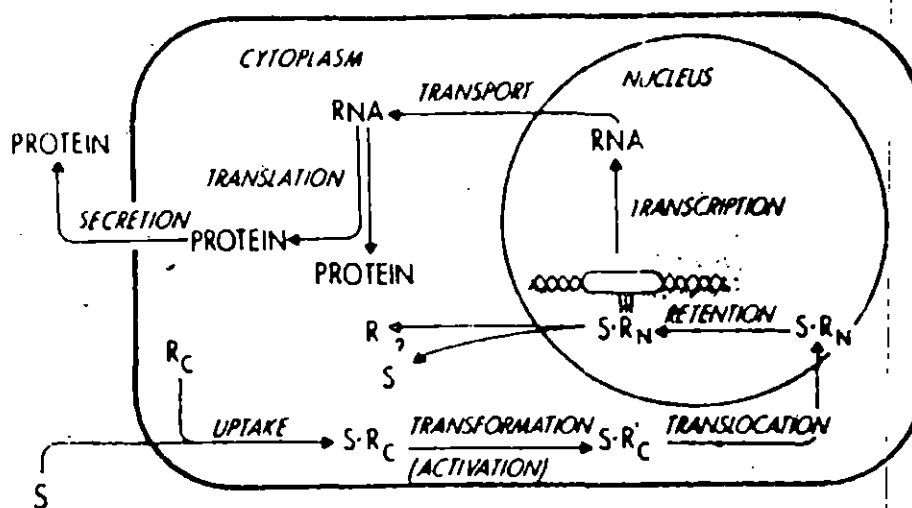 CYTOPLASM
NUCLEUS
TRANSPORT
RNA
RNA
PROTEIN
TRANSLATION
TRANSCRIPTION
SECRETION
PROTEIN
PROTEIN
RETENTION
R
S·R_N
S·R_N
?
S
R_C
UPTAKE
S·R_C
TRANSFORMATION
(ACTIVATION)
S·R'_C
TRANSLOCATION
S